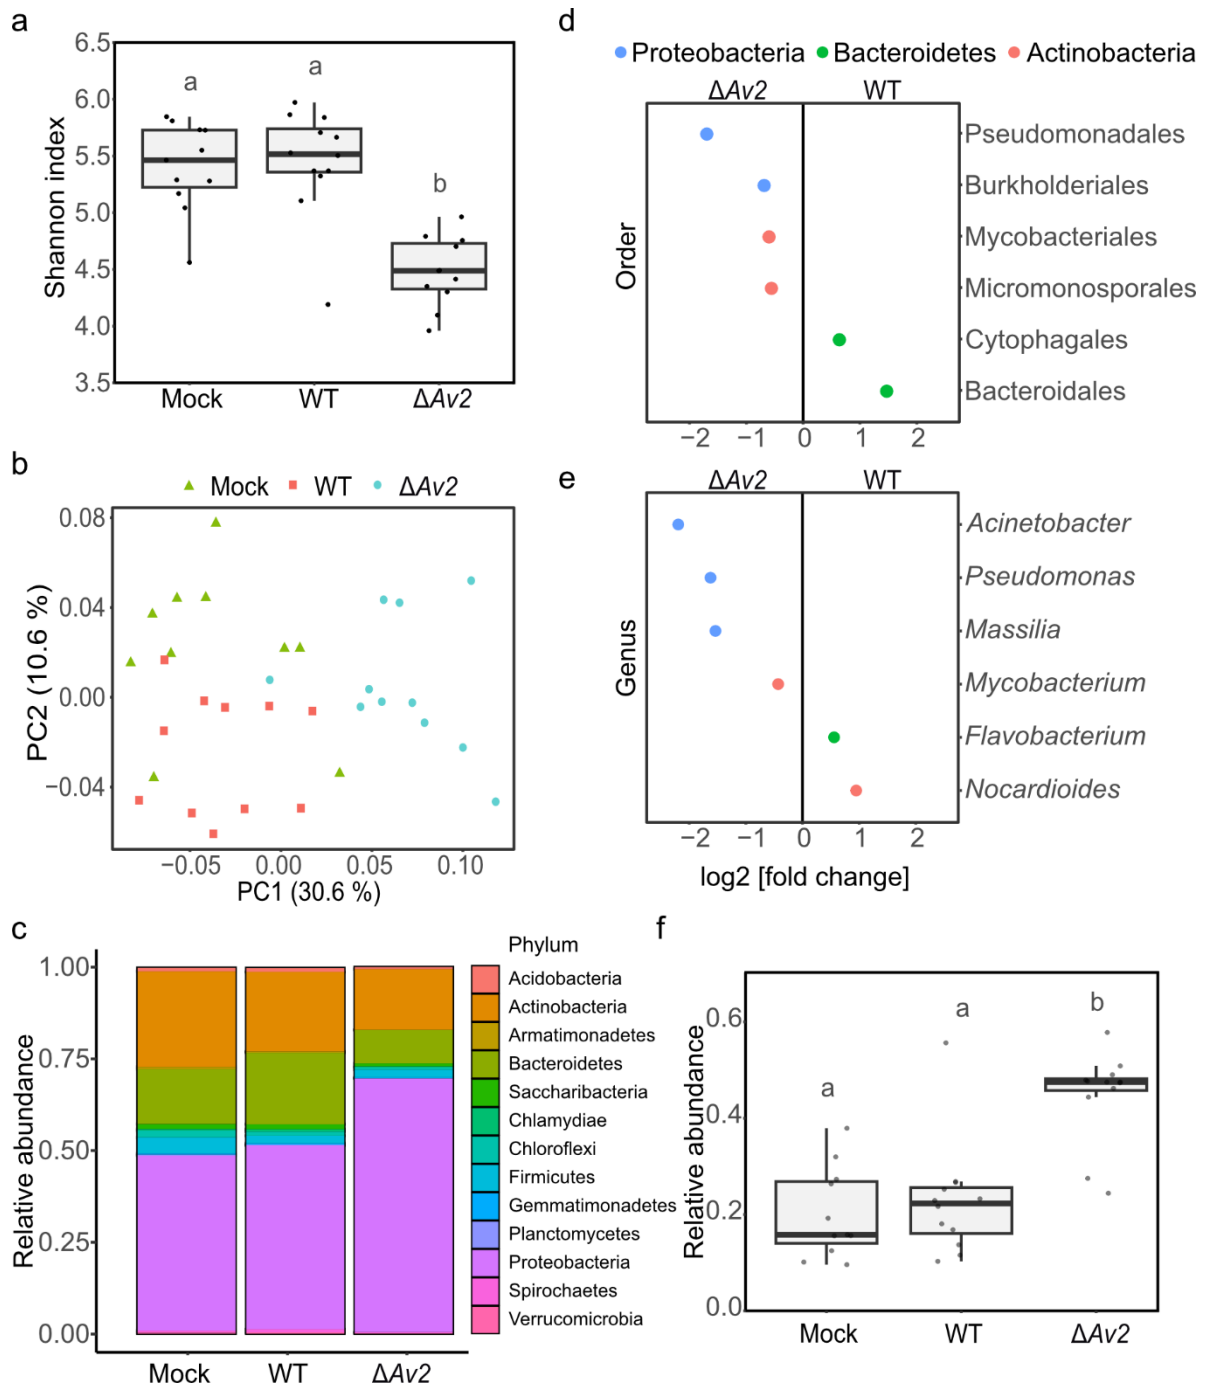 a
6.5
6.0
5.5
5.0
4.5
4.0
3.5
Shannon index
a
a
b
Mock WT ΔAv2
b
Mock WT ΔAv2
0.08
0.04
0.00
−0.04
PC2 (10.6 %)
−0.05 0.00 0.05 0.10
PC1 (30.6 %)
c
1.00
0.75
0.50
0.25
0.00
Relative abundance
Mock WT ΔAv2
Phylum
Acidobacteria
Actinobacteria
Armatimonadetes
Bacteroidetes
Saccharibacteria
Chlamydiae
Chloroflexi
Firmicutes
Gemmatimonadetes
Planctomycetes
Proteobacteria
Spirochaetes
Verrucomicrobia
d
Proteobacteria Bacteroidetes Actinobacteria
ΔAv2 WT
Order
Pseudomonadales
Burkholderiales
Mycobacteriales
Micromonosporales
Cytophagales
Bacteroidales
−2 −1 0 1 2
e
ΔAv2 WT
Genus
Acinetobacter
Pseudomonas
Massilia
Mycobacterium
Flavobacterium
Nocardioides
−2 −1 0 1 2
log2 [fold change]
f
0.6
0.4
0.2
0.0
Relative abundance
a
a
b
Mock WT ΔAv2